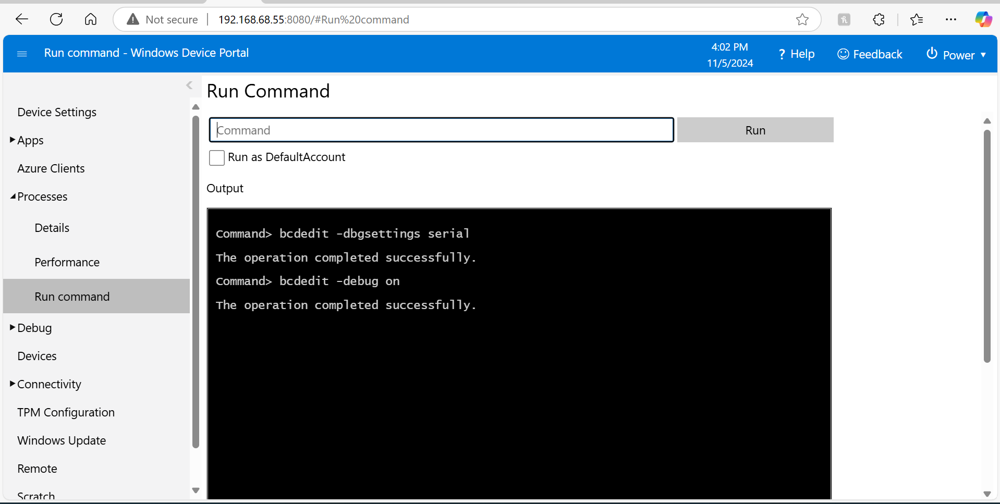 Not secure
192.168.68.55:8080/#Run%20command
Run command - Windows Device Portal
4:02 PM
11/5/2024
? Help
Feedback
Power
Run Command
Device Settings
Apps
Azure Clients
Processes
Details
Performance
Run command
Debug
Devices
Connectivity
TPM Configuration
Windows Update
Remote
Scratch
Command
Run
Run as DefaultAccount
Output
Command> bcdedit -dbgsettings serial
The operation completed successfully.
Command> bcdedit -debug on
The operation completed successfully.